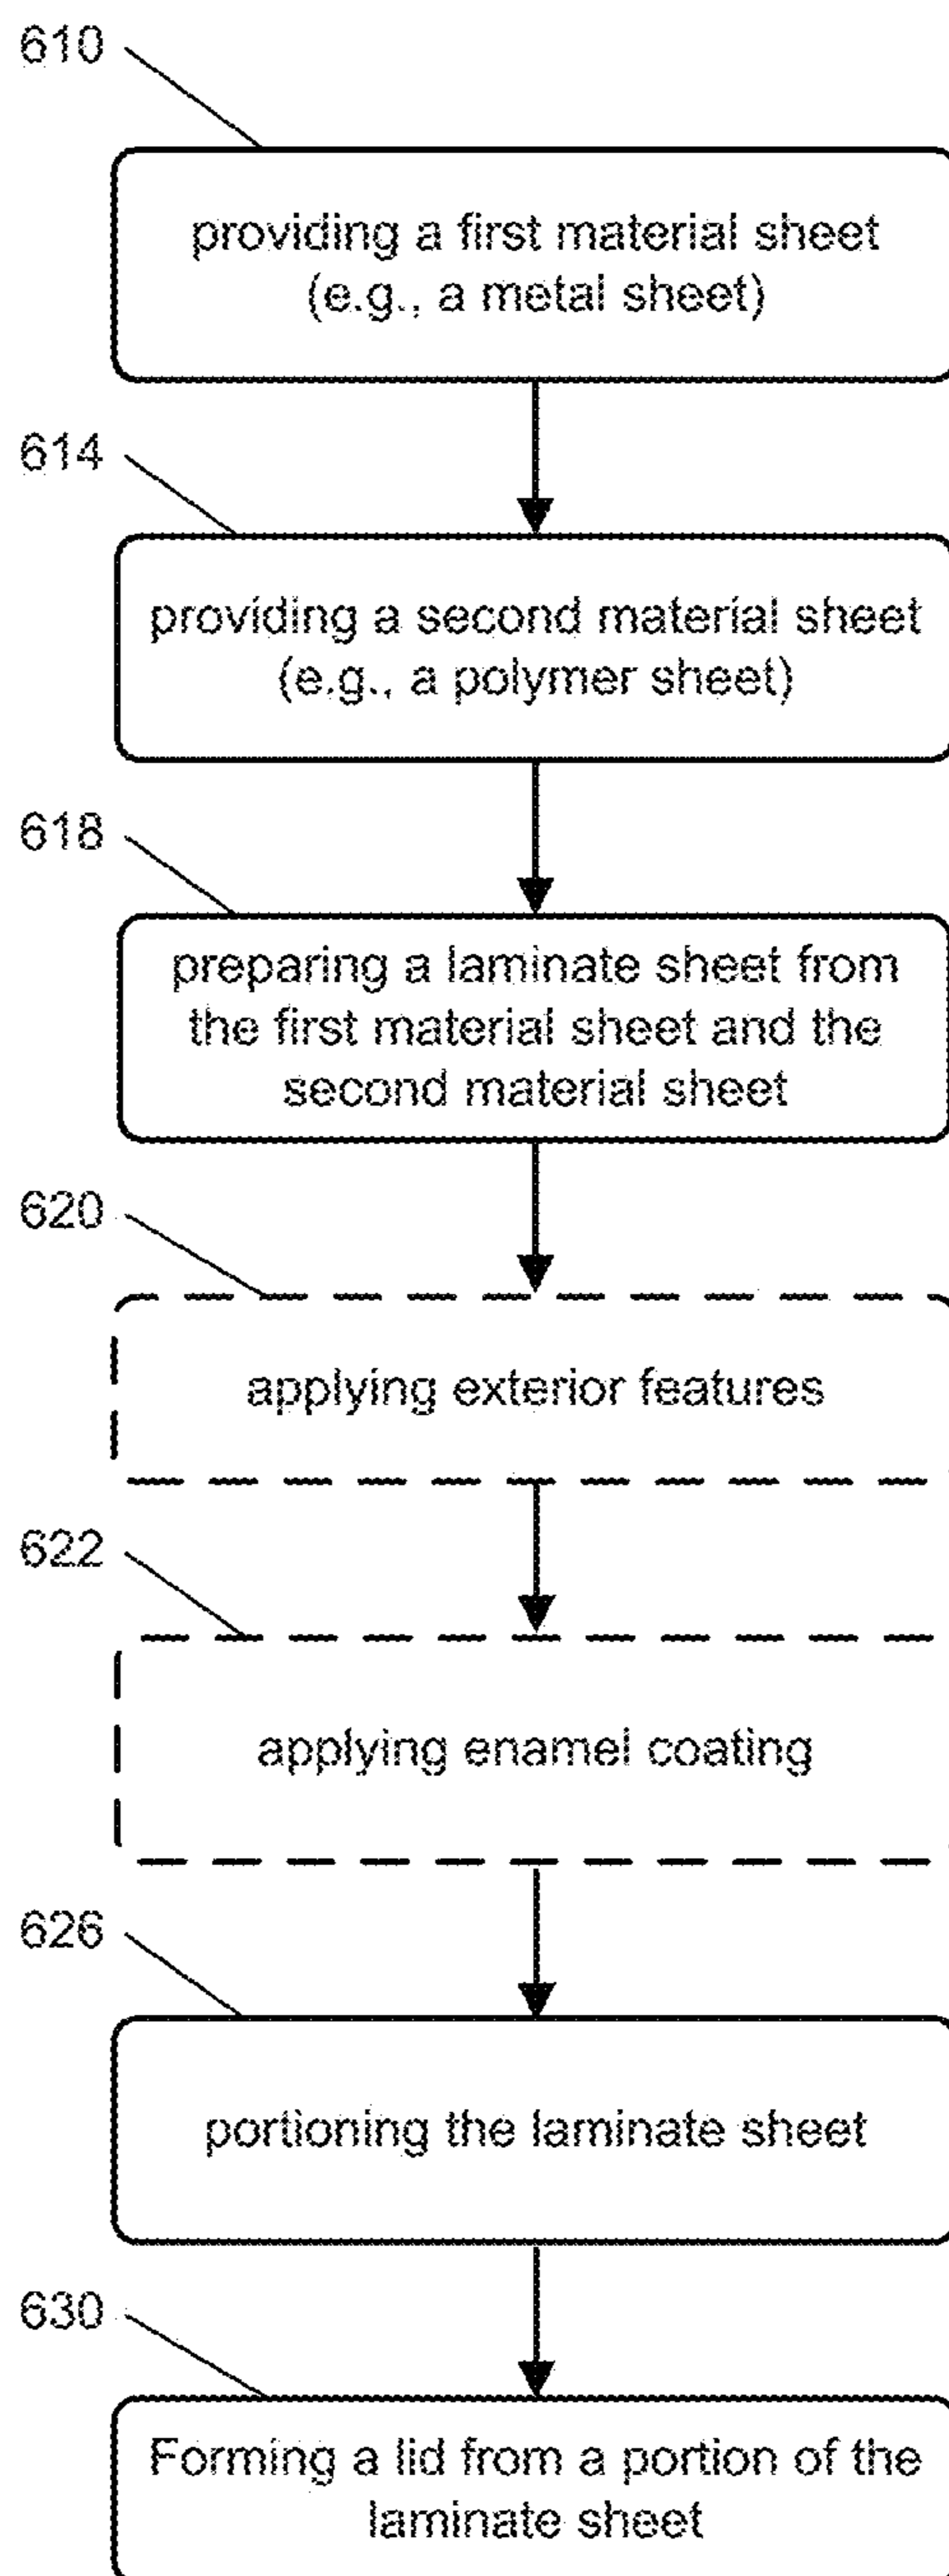 610
providing a first material sheet
(e.g., a metal sheet)
614
providing a second material sheet
(e.g., a polymer sheet)
618
preparing a laminate sheet from
the first material sheet and the
second material sheet
620
applying exterior features
622
applying enamel coating
626
portioning the laminate sheet
630
Forming a lid from a portion of the
laminate sheet